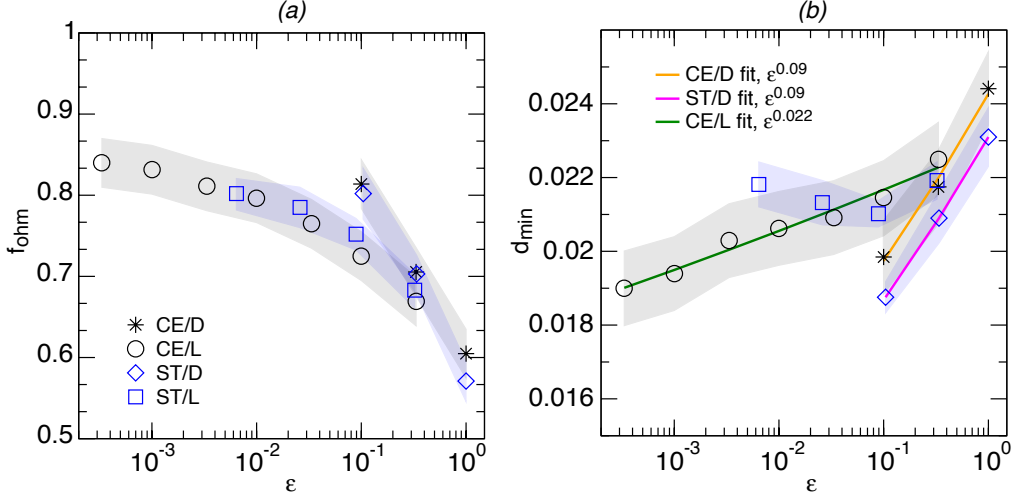 (a)
1
0.9
0.8
0.7
0.6
0.5
f_ohm
10^-3
10^-2
10^-1
10^0
ε
CE/D
CE/L
ST/D
ST/L
(b)
0.024
0.022
0.02
0.018
0.016
d_min
10^-3
10^-2
10^-1
10^0
ε
CE/D fit, ε^0.09
ST/D fit, ε^0.09
CE/L fit, ε^0.022